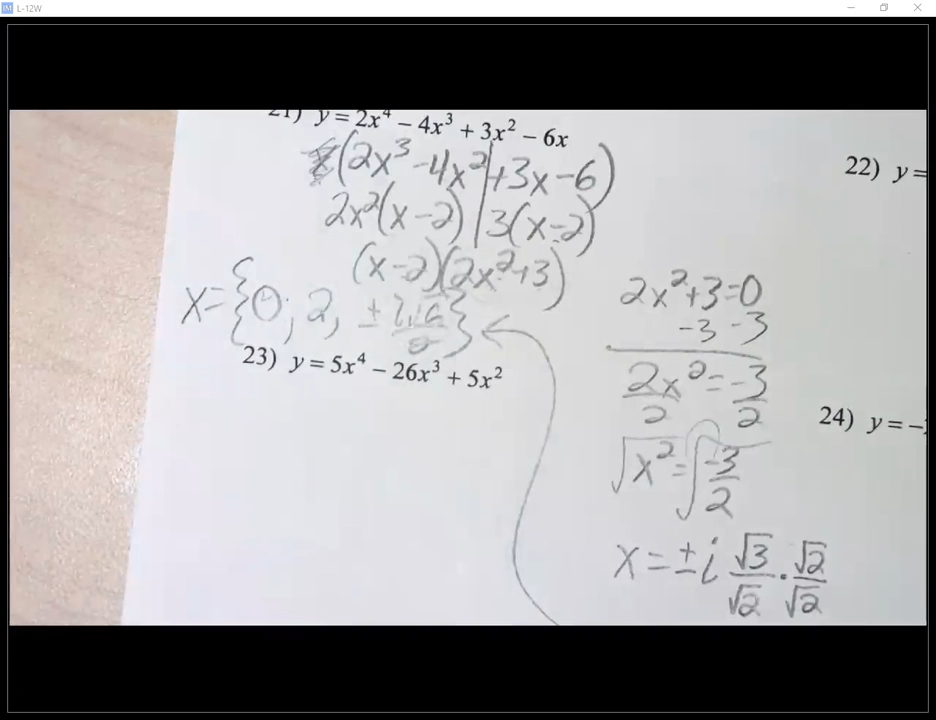 L-12W
21) y = 2x⁴ − 4x³ + 3x² − 6x
x(2x³ −4x² | +3x −6)
2x²(x −2) | 3(x −2)
(x −2)(2x² +3)
x = {0, 2, ± i√6/2}
22) y =
2x² +3 = 0
−3 −3
2x²/2 = −3/2
√x² = √−3/2
x = ± i √3/√2 · √2/√2
23) y = 5x⁴ − 26x³ + 5x²
24) y = −